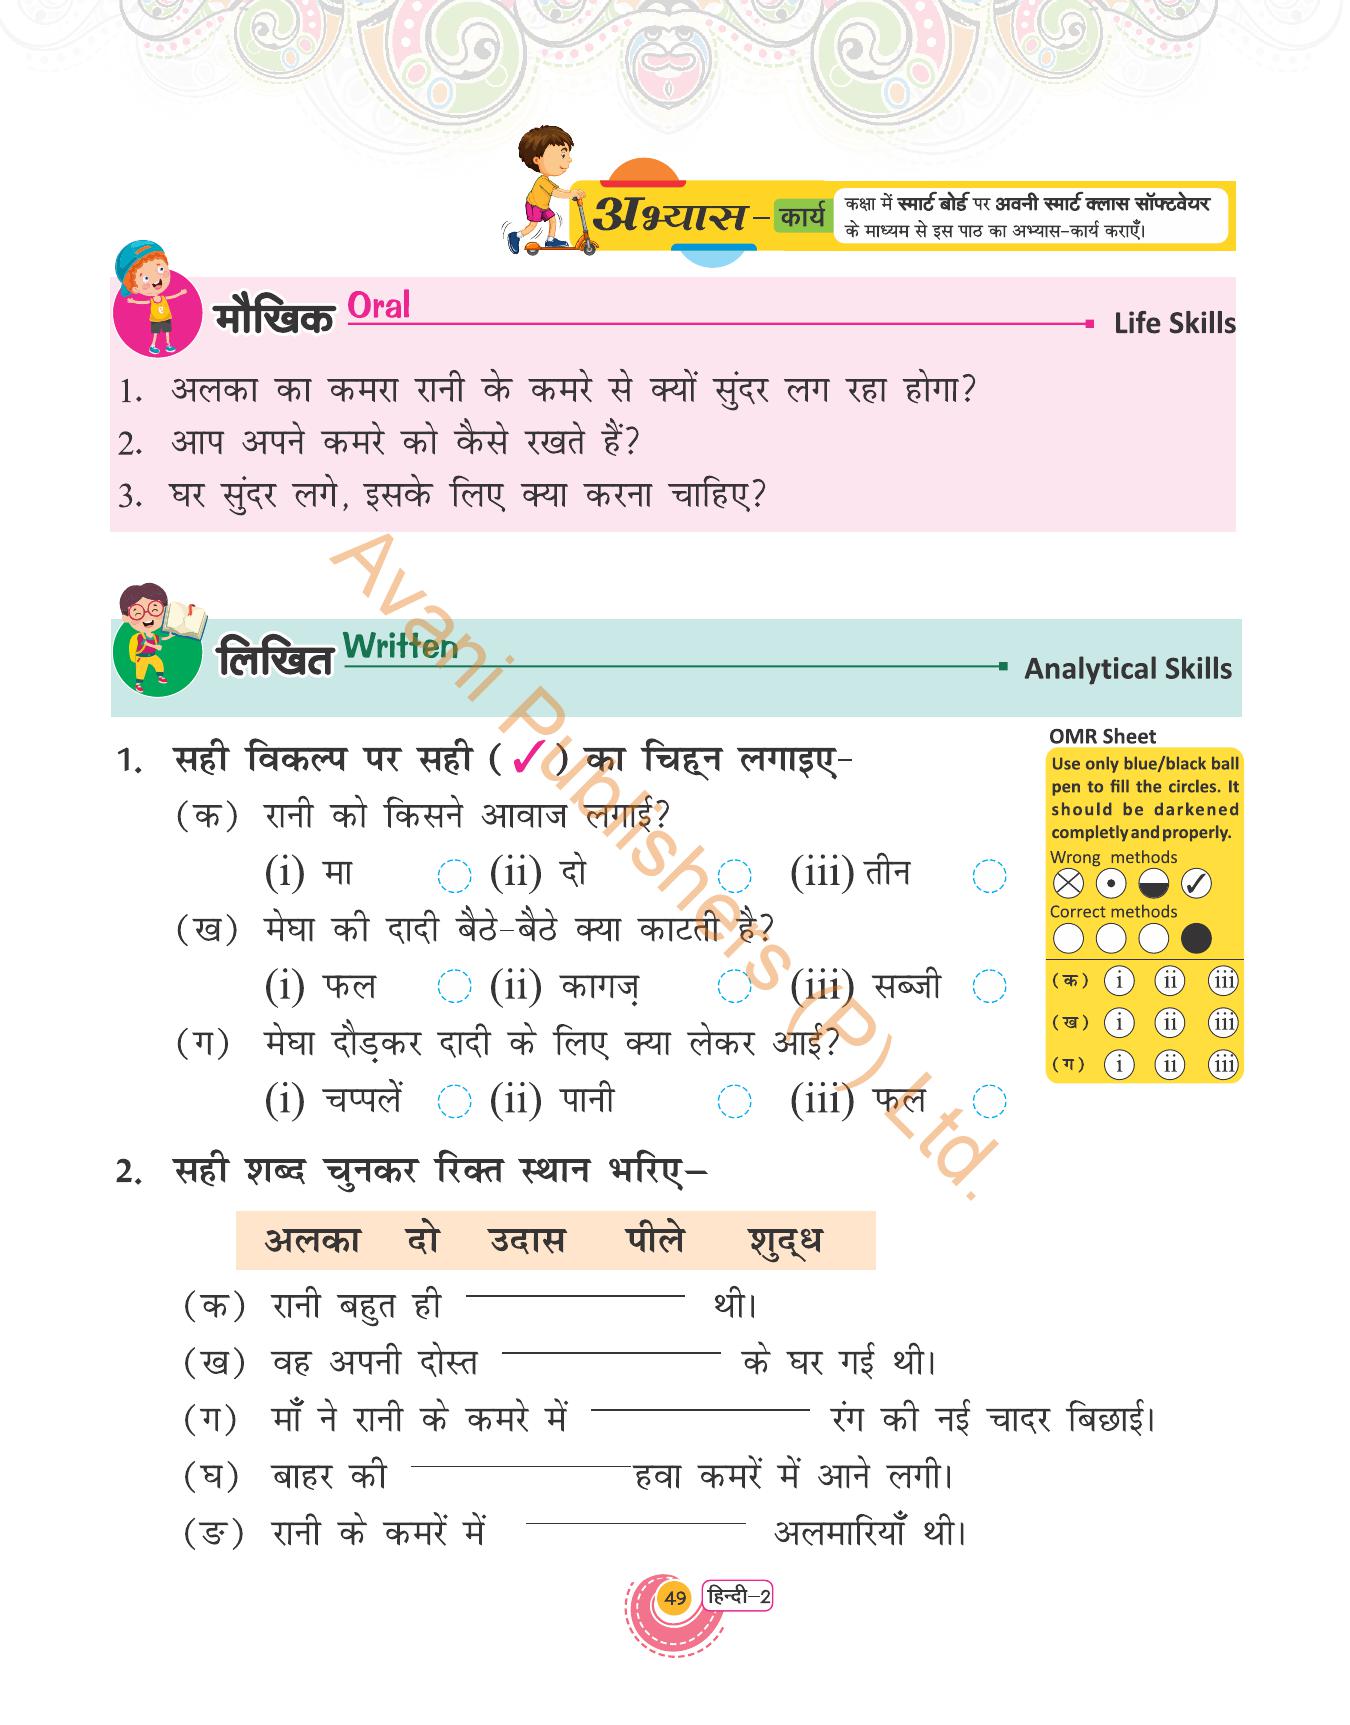 अभ्यास – कार्य
कक्षा में स्मार्ट बोर्ड पर अवनी स्मार्ट क्लास सॉफ्टवेयर
के माध्यम से इस पाठ का अभ्यास-कार्य कराएँ।
मौखिक Oral Life Skills
1. अलका का कमरा रानी के कमरे से क्यों सुंदर लग रहा होगा?
2. आप अपने कमरे को कैसे रखते हैं?
3. घर सुंदर लगे, इसके लिए क्या करना चाहिए?
लिखित Written Analytical Skills
1. सही विकल्प पर सही (✓) का चिह्न लगाइए–
(क) रानी को किसने आवाज लगाई?
(i) मा (ii) दो (iii) तीन
(ख) मेघा की दादी बैठे-बैठे क्या काटती है?
(i) फल (ii) कागज़ (iii) सब्जी
(ग) मेघा दौड़कर दादी के लिए क्या लेकर आई?
(i) चप्पलें (ii) पानी (iii) फल
OMR Sheet
Use only blue/black ball
pen to fill the circles. It
should be darkened
completly and properly.
Wrong methods
Correct methods
(क) i ii iii
(ख) i ii iii
(ग) i ii iii
2. सही शब्द चुनकर रिक्त स्थान भरिए–
अलका दो उदास पीले शुद्ध
(क) रानी बहुत ही ________ थी।
(ख) वह अपनी दोस्त ________ के घर गई थी।
(ग) माँ ने रानी के कमरे में ________ रंग की नई चादर बिछाई।
(घ) बाहर की ________ हवा कमरें में आने लगी।
(ङ) रानी के कमरें में ________ अलमारियाँ थी।
49 हिन्दी–2
Avani Publishers (P) Ltd.